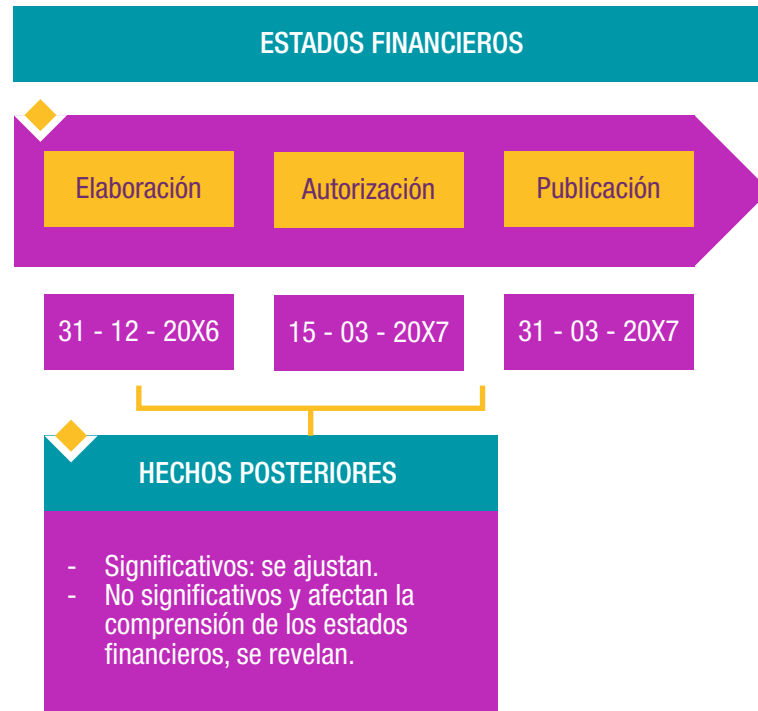 ESTADOS FINANCIEROS
Elaboración
Autorización
Publicación
31 - 12 - 20X6
15 - 03 - 20X7
31 - 03 - 20X7
HECHOS POSTERIORES
- Significativos: se ajustan.
- No significativos y afectan la
comprensión de los estados
financieros, se revelan.